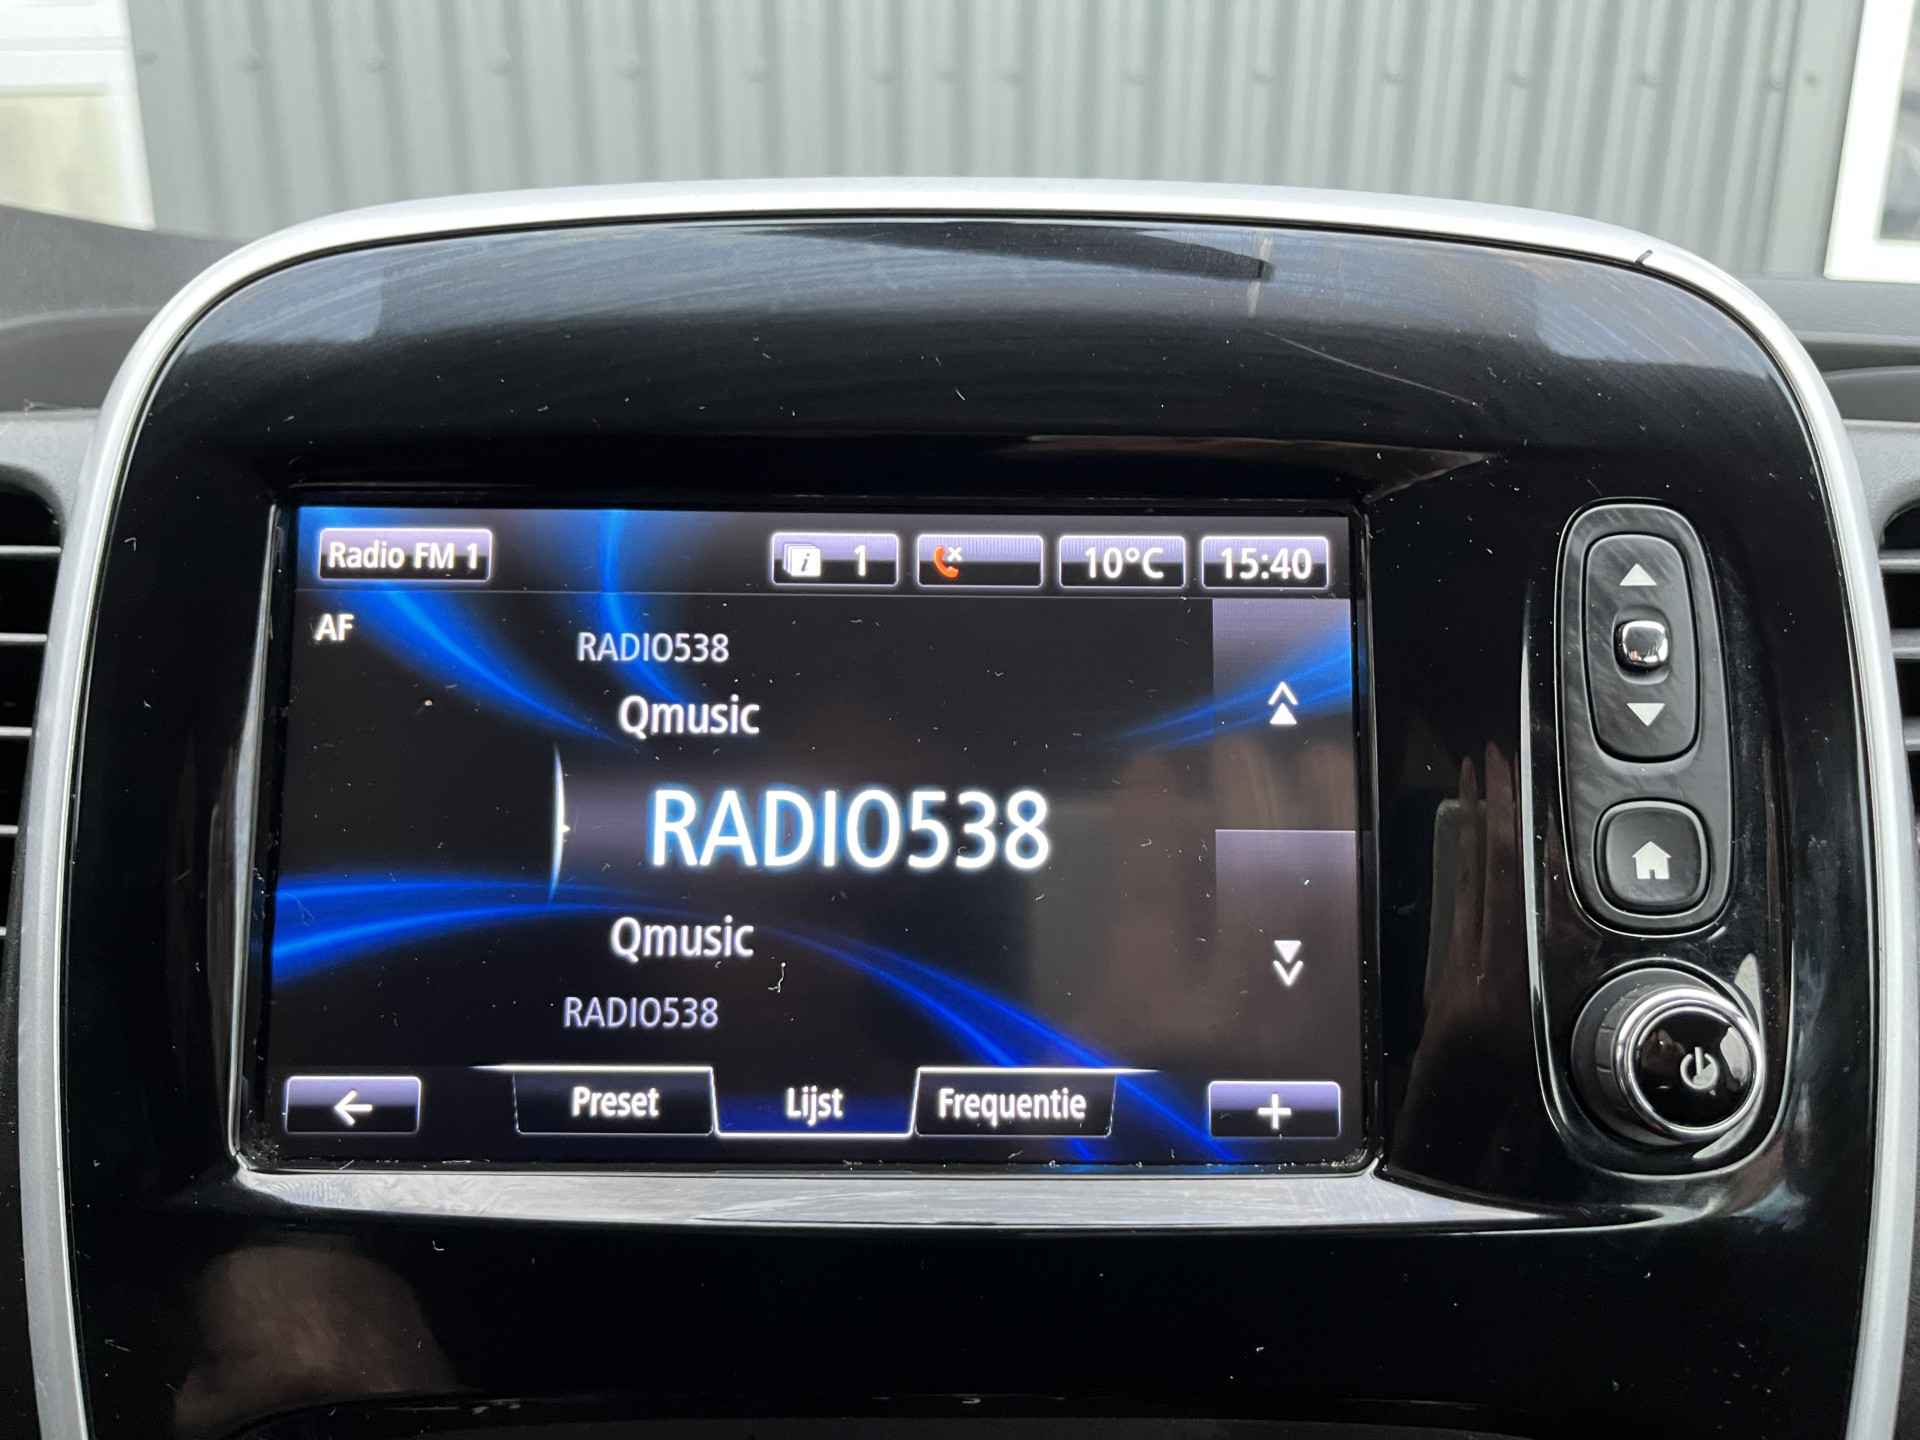 Radio FM 1 1 10°C 15:40
AF
RADIO538
Qmusic
RADIO538
Qmusic
RADIO538
Preset Lijst Frequentie